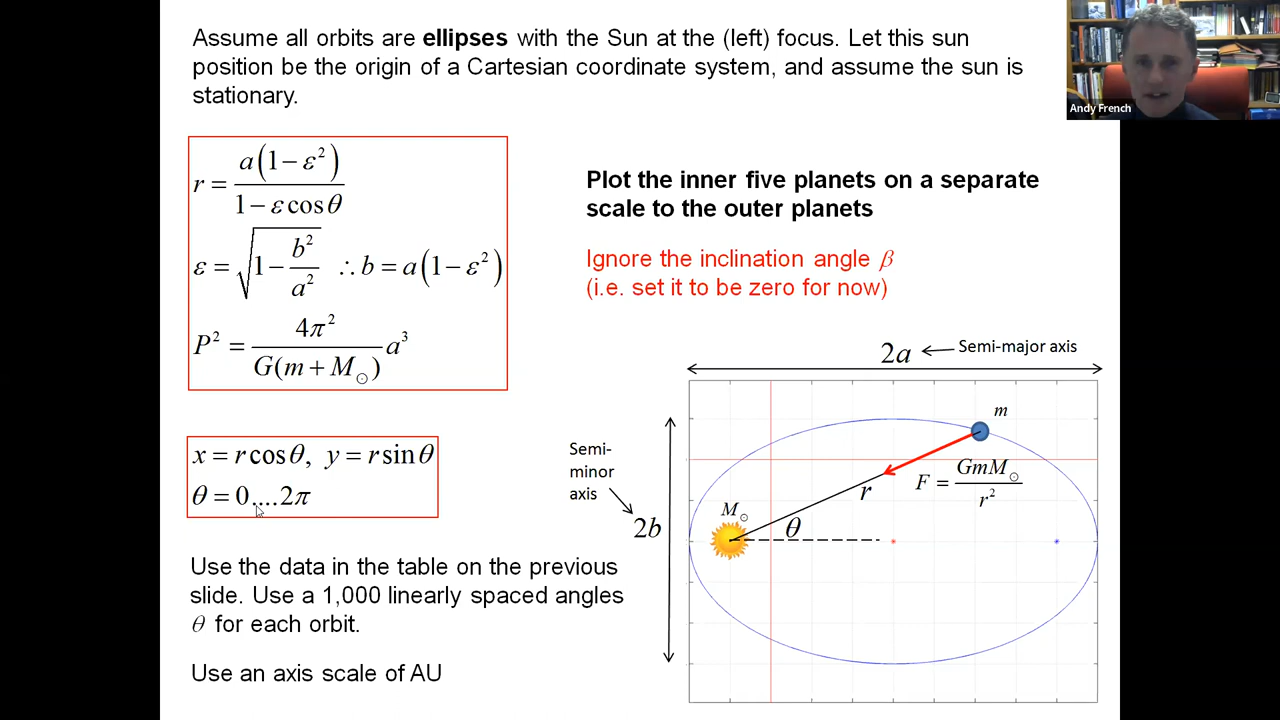 Assume all orbits are ellipses with the Sun at the (left) focus. Let this sun
position be the origin of a Cartesian coordinate system, and assume the sun is
stationary.
Andy French
r = a(1 − ε²) / (1 − ε cos θ)
ε = √(1 − b²/a²) ∴ b = a(1 − ε²)
P² = 4π² / G(m + M☉) a³
Plot the inner five planets on a separate
scale to the outer planets
Ignore the inclination angle β
(i.e. set it to be zero for now)
x = r cos θ, y = r sin θ
θ = 0....2π
Use the data in the table on the previous
slide. Use a 1,000 linearly spaced angles
θ for each orbit.
Use an axis scale of AU
2a
Semi-major axis
Semi-
minor
axis
2b
m
M☉
r
θ
F = GmM☉ / r²